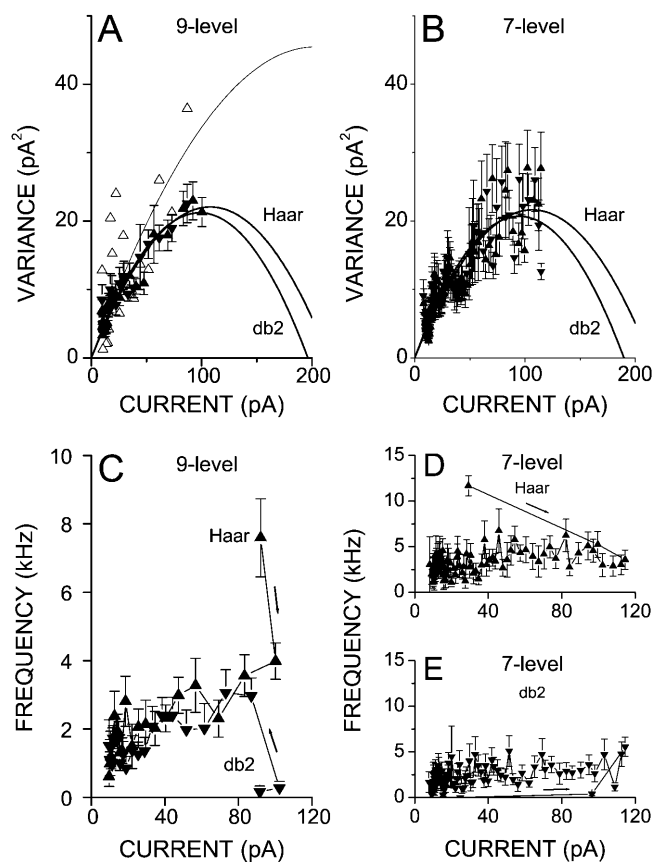 A
9-level
B
7-level
VARIANCE (pA²)
40
20
0
0
100
200
CURRENT (pA)
Haar
db2
VARIANCE (pA²)
40
20
0
0
100
200
CURRENT (pA)
Haar
db2
C
9-level
FREQUENCY (kHz)
10
8
6
4
2
0
0
40
80
120
CURRENT (pA)
Haar
db2
D
7-level
Haar
FREQUENCY (kHz)
15
10
5
0
0
40
80
120
E
7-level
db2
15
10
5
0
0
40
80
120
CURRENT (pA)